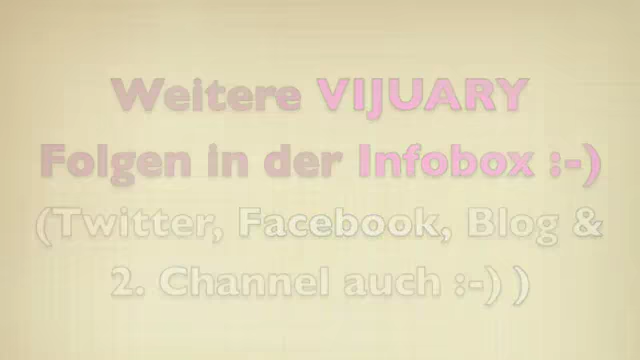 Weitere VIJUARY
Folgen in der Infobox :-)
(Twitter, Facebook, Blog &
2. Channel auch :-) )